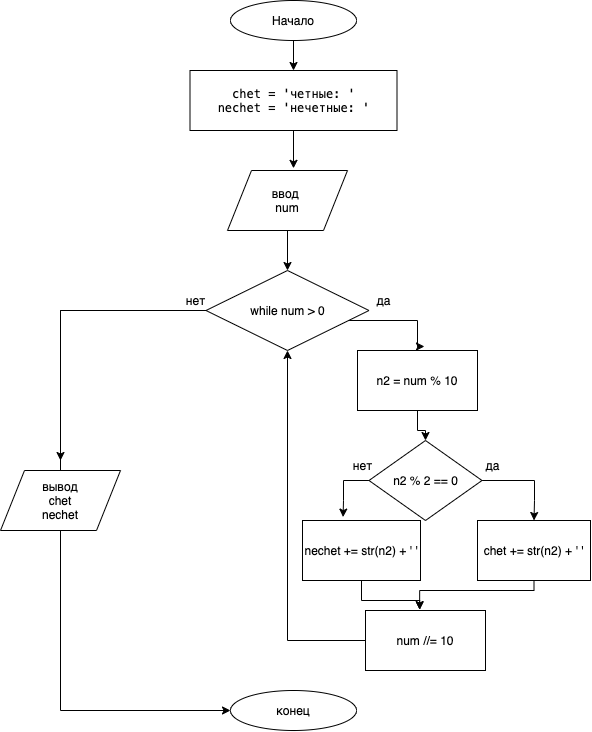 Начало
chet = 'четные: '
nechet = 'нечетные: '
ввод
num
нет
while num > 0
да
n2 = num % 10
нет
n2 % 2 == 0
да
вывод
chet
nechet
nechet += str(n2) + ' '
chet += str(n2) + ' '
num //= 10
конец